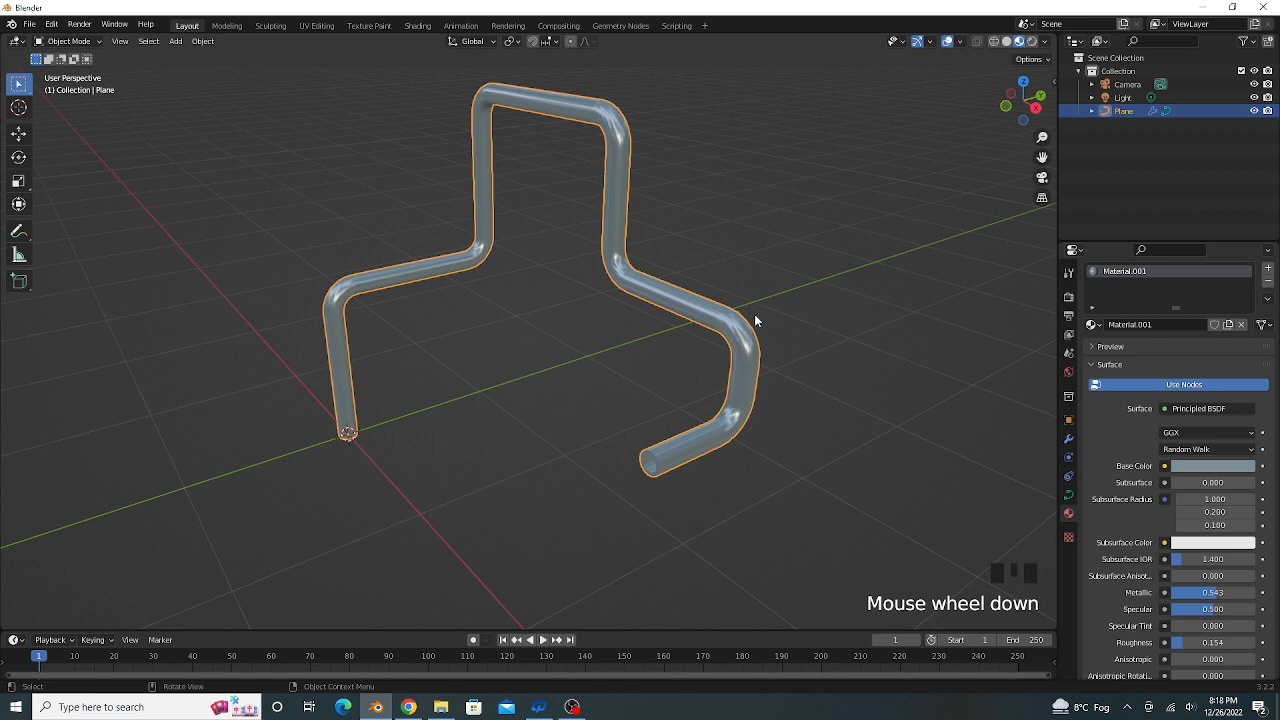 Blender
File Edit Render Window Help Layout Modeling Sculpting UV Editing Texture Paint Shading Animation Rendering Compositing Geometry Nodes Scripting + Scene ViewLayer
Object Mode View Select Add Object Global
Options
User Perspective
(1) Collection | Plane
Z
Y
X
Scene Collection
Collection
Camera
Light
Plane
Material.001
Material.001
Preview
Surface
Use Nodes
Surface Principled BSDF
GGX
Random Walk
Base Color
Subsurface 0.000
Subsurface Radius 1.000
0.200
0.100
Subsurface Color
Subsurface IOR 1.400
Subsurface Anisot... 0.000
Metallic 0.543
Specular 0.500
Specular Tint 0.000
Roughness 0.154
Anisotropic 0.000
Anisotropic Rotati... 0.000
Mouse wheel down
Playback Keying View Marker 1 Start 1 End 250
1 10 20 30 40 50 60 70 80 90 100 110 120 130 140 150 160 170 180 190 200 210 220 230 240 250
Select Rotate View Object Context Menu 3.2.2
Type here to search 8°C Fog 8:18 PM
12/26/2022